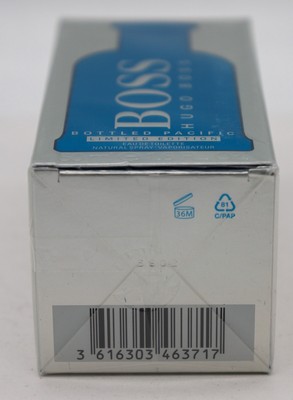 BOSS
HUGO BOSS
BOTTLED PACIFIC
LIMITED EDITION
EAU DE TOILETTE
NATURAL SPRAY VAPORISATEUR
36M
81
C/PAP
3 616303 463717